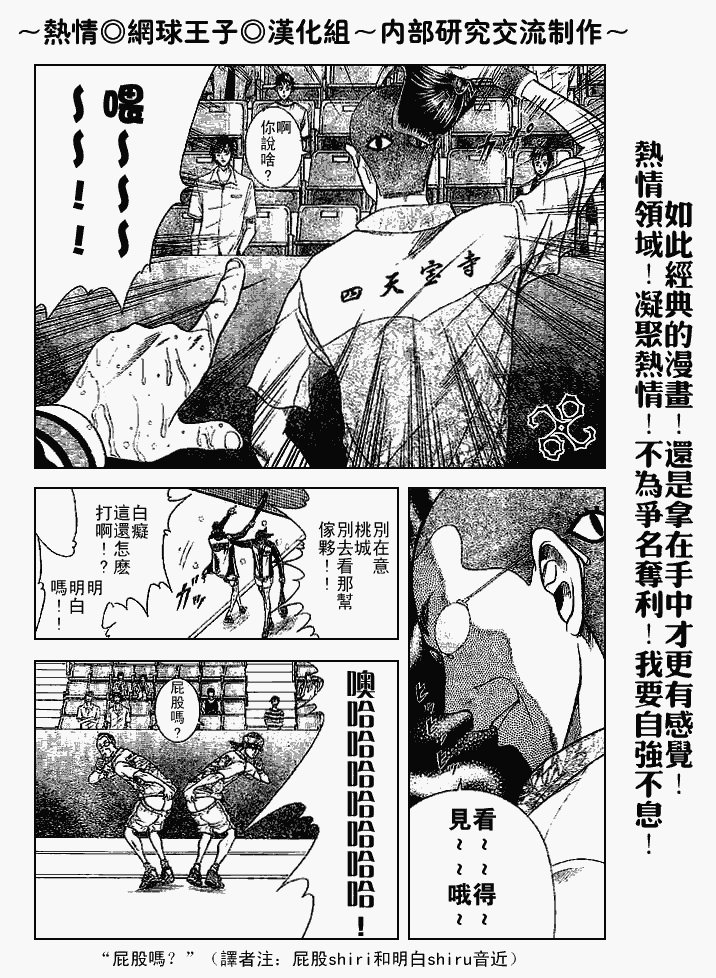 ～熱情◎網球王子◎漢化組～内部研究交流制作～
如此經典的漫畫！還是拿在手中才更有感覺！
熱情領域！凝聚熱情！不為爭名奪利！我要自強不息！
啊
你說啥？
喂～～～
～～！！
四天宝寺
別在意
桃城
別去看那幫
傢夥！！
白癡
這還怎麽
打啊！？
明明
明白
嗎！！
ガッ
看～～得～
見～～哦～
噢哈哈哈哈哈哈哈！
屁股嗎？
“屁股嗎？”（譯者注：屁股shiri和明白shiru音近）